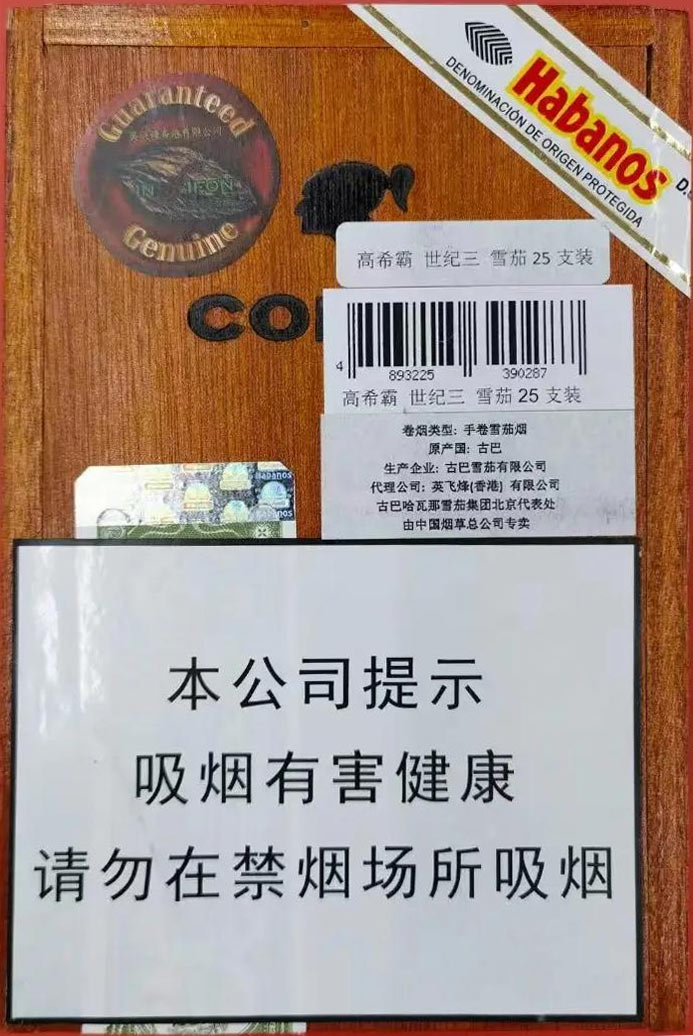 Guaranteed
Genuine
Habanos
DENOMINACIÓN DE ORIGEN PROTEGIDA
高希霸 世纪三 雪茄 25 支装
4 893225 390287
高希霸 世纪三 雪茄 25 支装
卷烟类型: 手卷雪茄烟
原产国: 古巴
生产企业: 古巴雪茄有限公司
代理公司: 英飞烽(香港) 有限公司
古巴哈瓦那雪茄集团北京代表处
由中国烟草总公司专卖
habanos
habanos
本公司提示
吸烟有害健康
请勿在禁烟场所吸烟